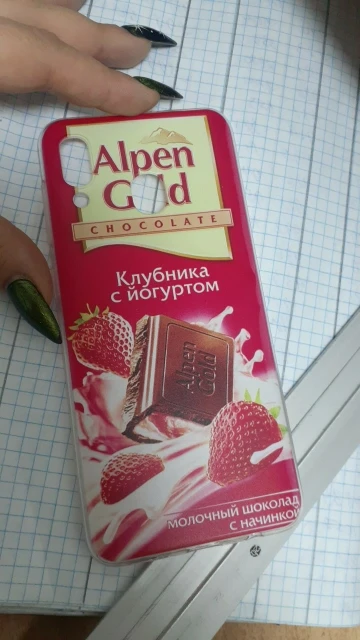 Alpen
Gold
CHOCOLATE
Клубника
с йогуртом
Alpen
Gold
молочный шоколад
с начинкой